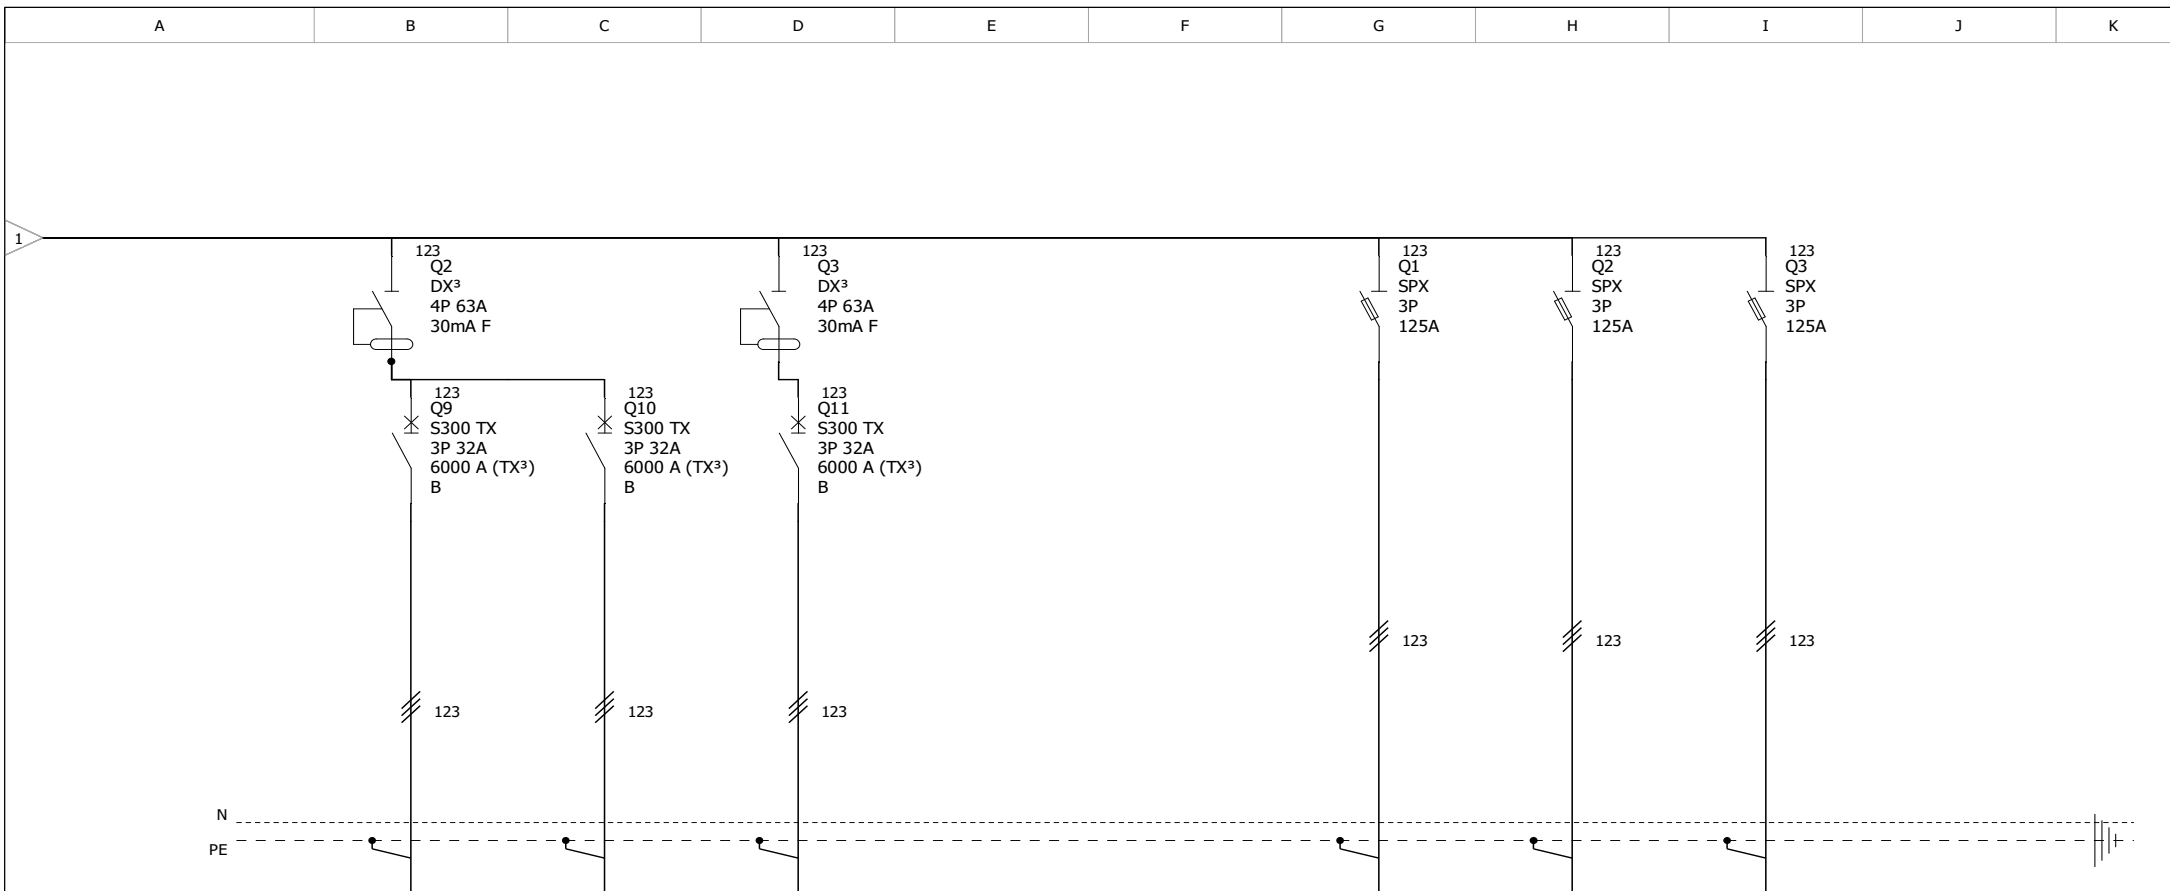 A B C D E F G H I J K
1
123
Q2
DX³
4P 63A
30mA F
123
Q3
DX³
4P 63A
30mA F
123
Q1
SPX
3P
125A
123
Q2
SPX
3P
125A
123
Q3
SPX
3P
125A
123
Q9
S300 TX
3P 32A
6000 A (TX³)
B
123
Q10
S300 TX
3P 32A
6000 A (TX³)
B
123
Q11
S300 TX
3P 32A
6000 A (TX³)
B
123
123
123
123
123
123
N
PE